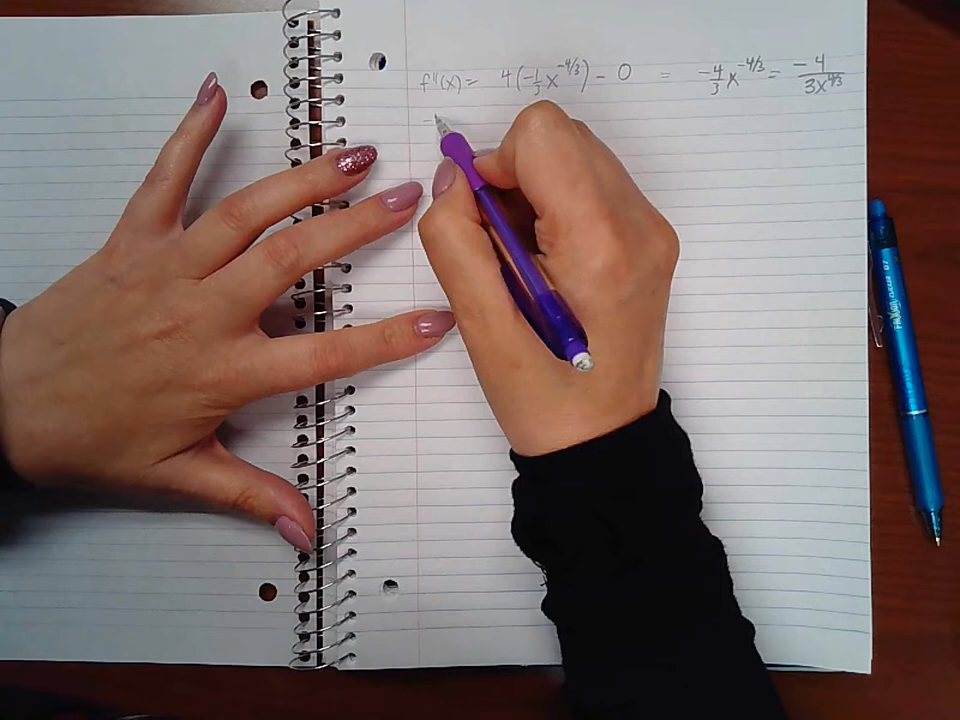 f''(x) = 4(-1/3 x^-4/3) - 0 = -4/3 x^-4/3 = -4/3x^4/3